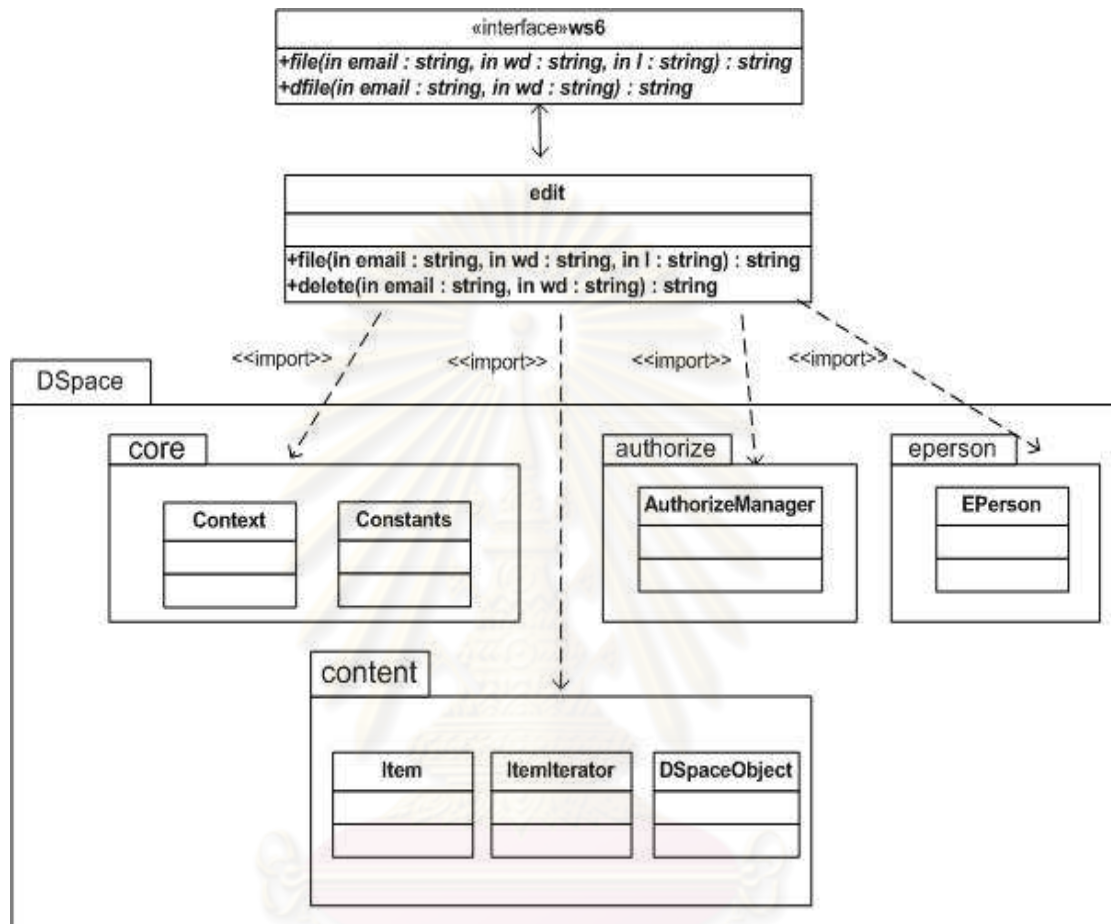 «interface»ws6
+file(in email : string, in wd : string, in l : string) : string
+dfile(in email : string, in wd : string) : string
edit
+file(in email : string, in wd : string, in l : string) : string
+delete(in email : string, in wd : string) : string
<<import>> <<import>> <<import>> <<import>>
DSpace
core
authorize
eperson
Context
Constants
AuthorizeManager
EPerson
content
Item
ItemIterator
DSpaceObject